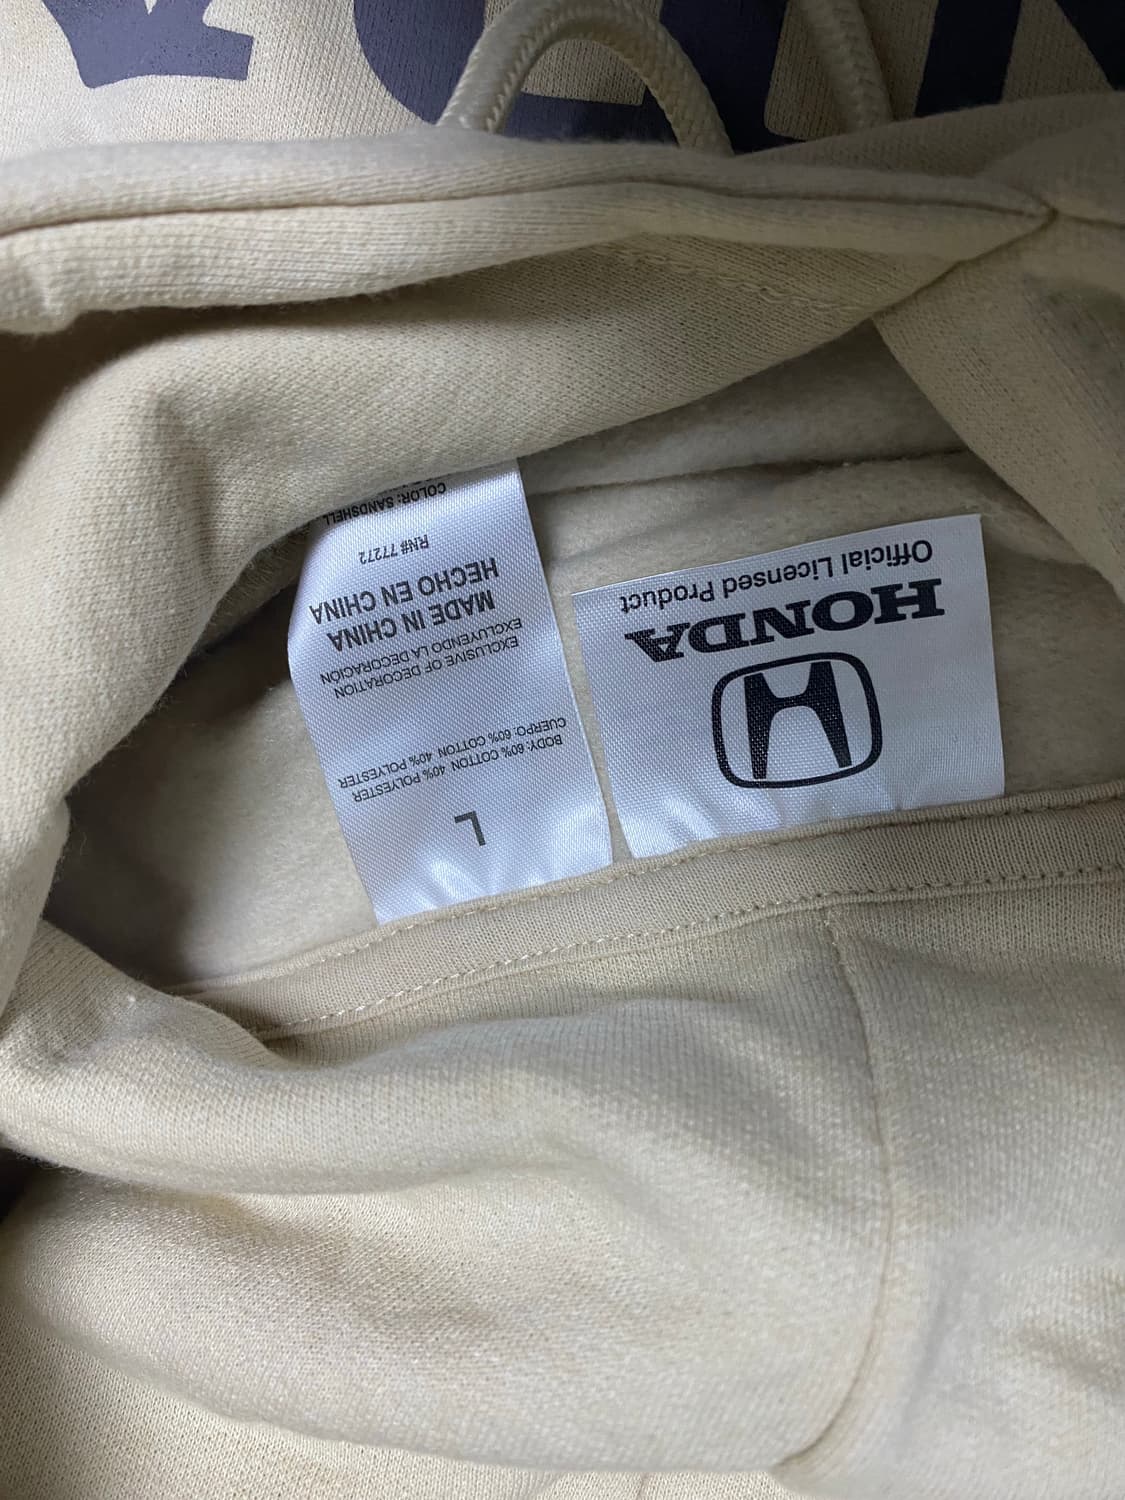 HONDA
Official Licensed Product
L
BODY: 60% COTTON 40% POLYESTER
CUERPO: 60% COTTON 40% POLYESTER
EXCLUSIVE OF DECORATION
EXCLUYENDO LA DECORACIÓN
MADE IN CHINA
HECHO EN CHINA
RN# 77272
COLOR: SANDSHELL